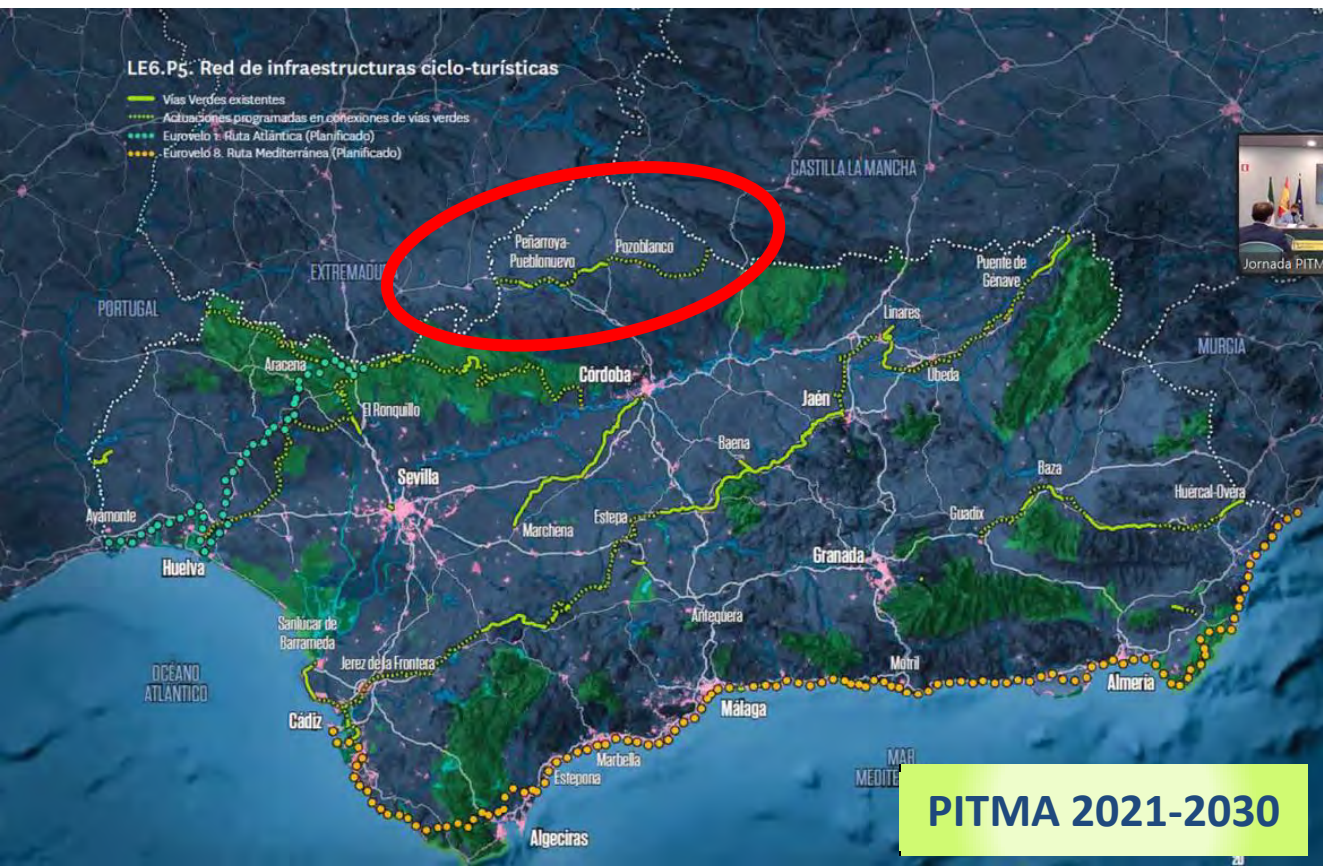 LE6.P5. Red de infraestructuras ciclo-turísticas
Vías Verdes existentes
Actuaciones programadas en conexiones de vías verdes
Eurovelo 1. Ruta Atlántica (Planificado)
Eurovelo 8. Ruta Mediterránea (Planificado)
CASTILLA LA MANCHA
Jornada PITM
Peñarroya-
Pueblonuevo
Pozoblanco
EXTREMADURA
Puente de
Génave
PORTUGAL
Linares
MURCIA
Aracena
Córdoba
Úbeda
Jaén
El Ronquillo
Baena
Sevilla
Baza
Huércal-Overa
Ayamonte
Estepa
Marchena
Guadix
Huelva
Granada
Sanlúcar de
Barrameda
Antequera
Jerez de la Frontera
Motril
OCÉANO
ATLÁNTICO
Almería
Málaga
Cádiz
MAR
MEDITE
Marbella
Estepona
Algeciras
PITMA 2021-2030
20